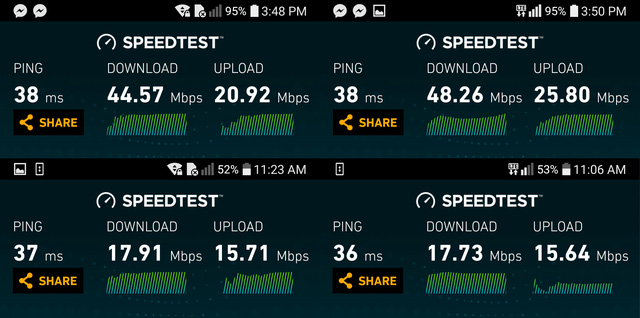 95% 3:48 PM
SPEEDTEST™
PING DOWNLOAD UPLOAD
38 ms 44.57 Mbps 20.92 Mbps
SHARE
LTE 95% 3:50 PM
SPEEDTEST™
PING DOWNLOAD UPLOAD
38 ms 48.26 Mbps 25.80 Mbps
SHARE
52% 11:23 AM
SPEEDTEST™
PING DOWNLOAD UPLOAD
37 ms 17.91 Mbps 15.71 Mbps
SHARE
LTE 53% 11:06 AM
SPEEDTEST™
PING DOWNLOAD UPLOAD
36 ms 17.73 Mbps 15.64 Mbps
SHARE